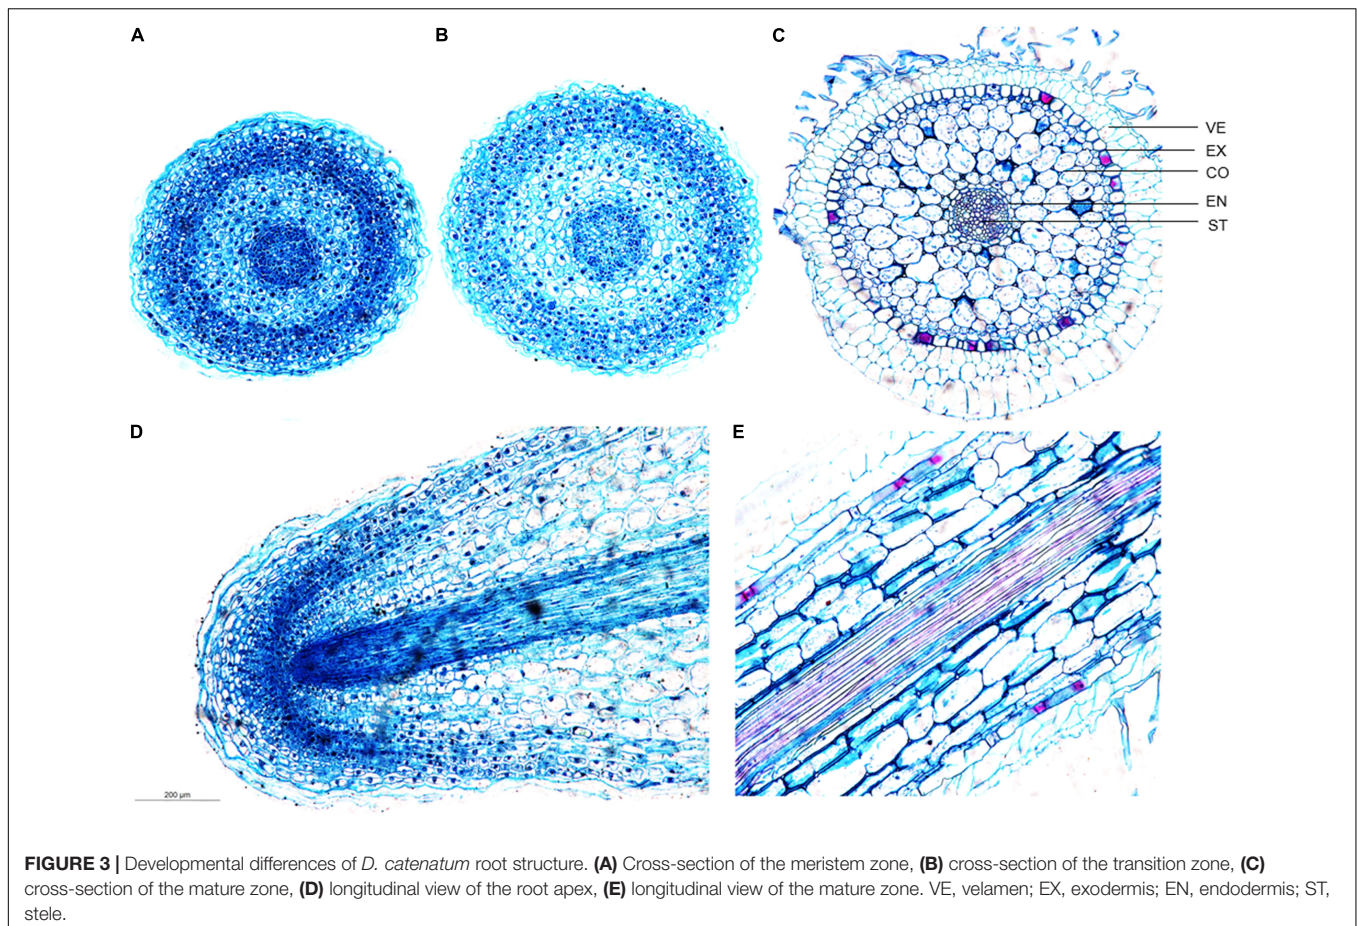 A
B
C
VE
EX
CO
EN
ST
D
E
200 µm
FIGURE 3 | Developmental differences of D. catenatum root structure. (A) Cross-section of the meristem zone, (B) cross-section of the transition zone, (C)
cross-section of the mature zone, (D) longitudinal view of the root apex, (E) longitudinal view of the mature zone. VE, velamen; EX, exodermis; EN, endodermis; ST,
stele.